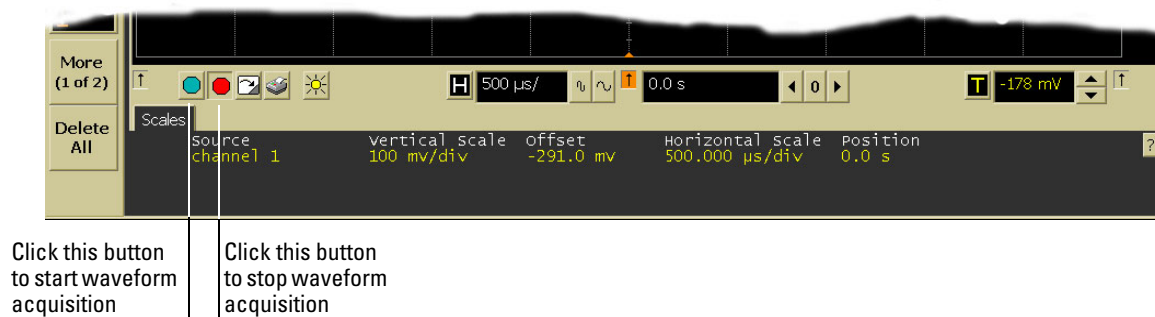 More
(1 of 2)
Delete
All
H 500 µs/ 0.0 s 0 T -178 mV
Scales
Source Vertical Scale Offset Horizontal Scale Position
channel 1 100 mV/div -291.0 mV 500.000 µs/div 0.0 s
?
Click this button
to start waveform
acquisition
Click this button
to stop waveform
acquisition